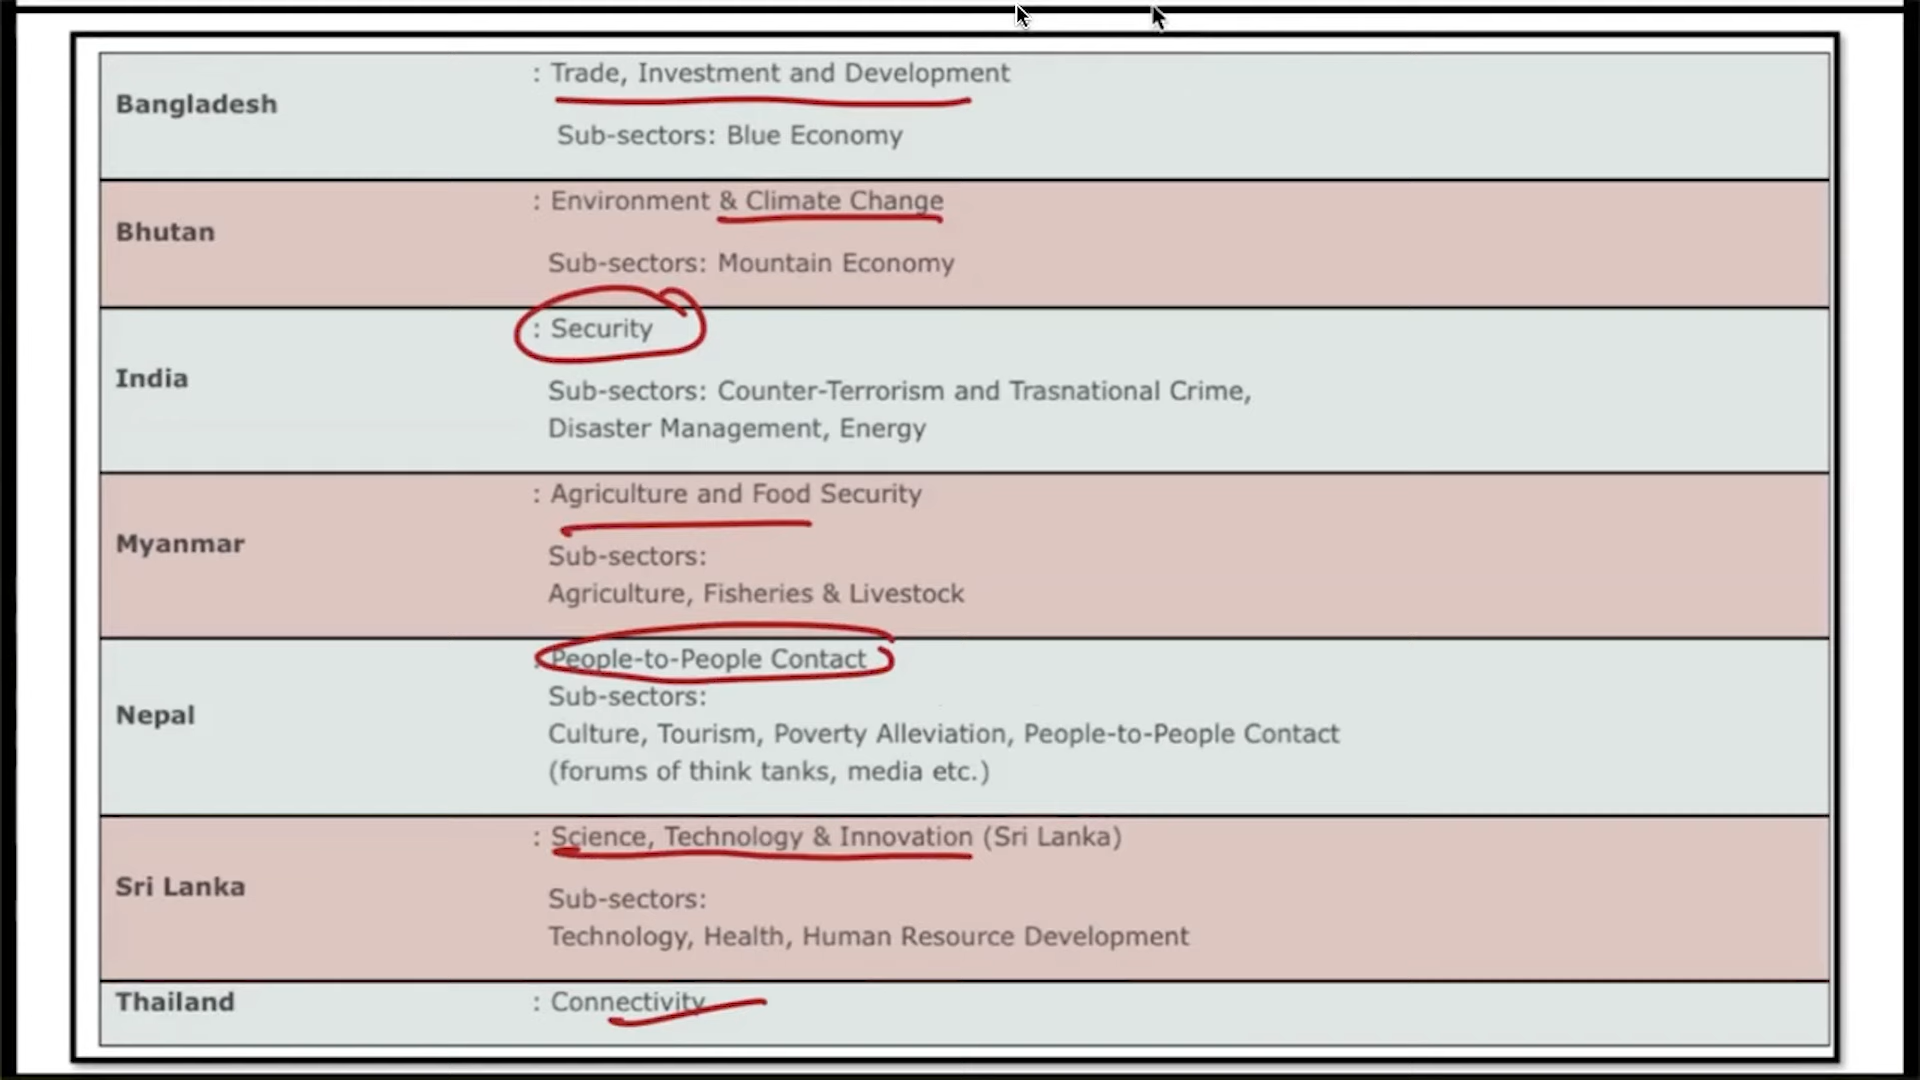 Bangladesh
: Trade, Investment and Development
Sub-sectors: Blue Economy
Bhutan
: Environment & Climate Change
Sub-sectors: Mountain Economy
India
: Security
Sub-sectors: Counter-Terrorism and Trasnational Crime,
Disaster Management, Energy
Myanmar
: Agriculture and Food Security
Sub-sectors:
Agriculture, Fisheries & Livestock
Nepal
: People-to-People Contact
Sub-sectors:
Culture, Tourism, Poverty Alleviation, People-to-People Contact
(forums of think tanks, media etc.)
Sri Lanka
: Science, Technology & Innovation (Sri Lanka)
Sub-sectors:
Technology, Health, Human Resource Development
Thailand
: Connectivity